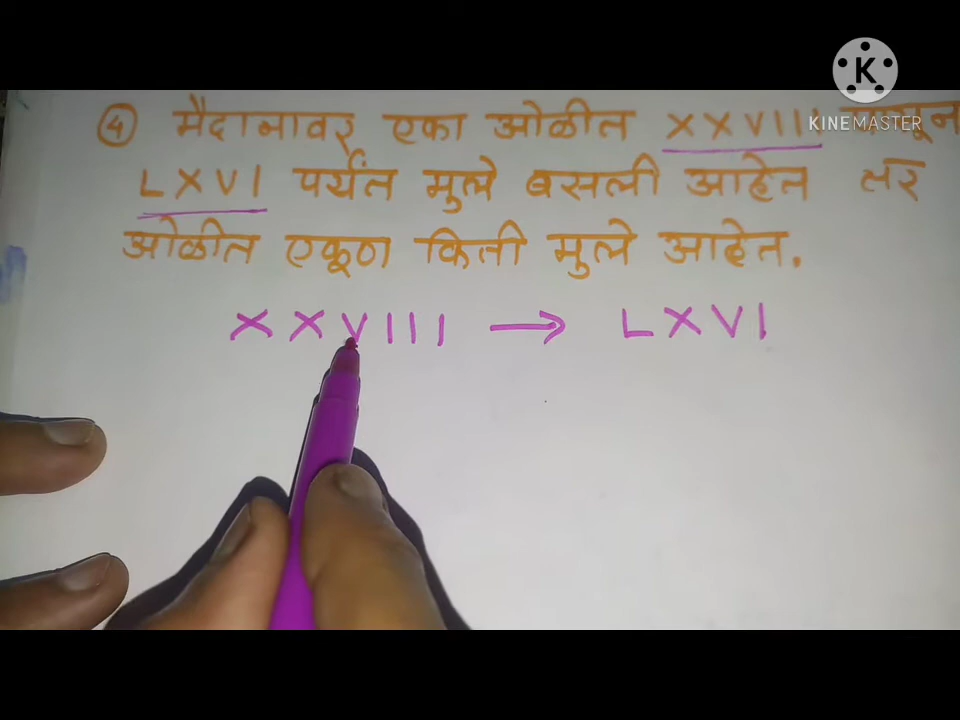 K
KINEMASTER
④ मैदानावर एका ओळीत XXVIII
LXVI पर्यंत मुले बसली आहेत तर
ओळीत एकूण किती मुले आहेत.
XXVIII → LXVI